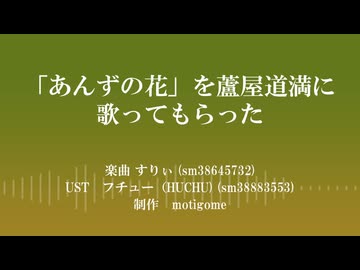 「あんずの花」を蘆屋道満に
歌ってもらった
楽曲 すりぃ (sm38645732)
UST　フチュー (HUCHU) (sm38883553)
制作　motigome